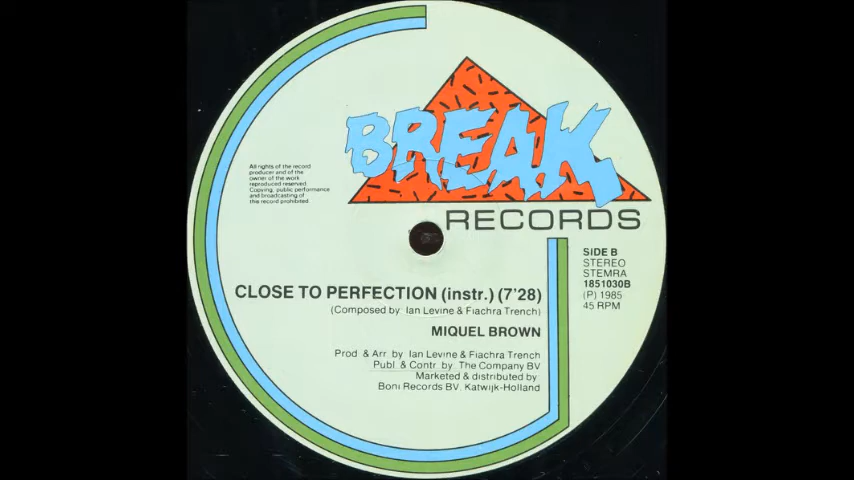 BREAK
RECORDS
All rights of the record
producer and of the
owner of the work
reproduced reserved.
Copying, public performance
and broadcasting of
this record prohibited.
SIDE B
STEREO
STEMRA
1851030B
(P) 1985
45 RPM
CLOSE TO PERFECTION (instr.) (7'28)
(Composed by: Ian Levine & Fiachra Trench)
MIQUEL BROWN
Prod. & Arr. by Ian Levine & Fiachra Trench
Publ. & Contr. by: The Company BV
Marketed & distributed by:
Boni Records BV. Katwijk-Holland